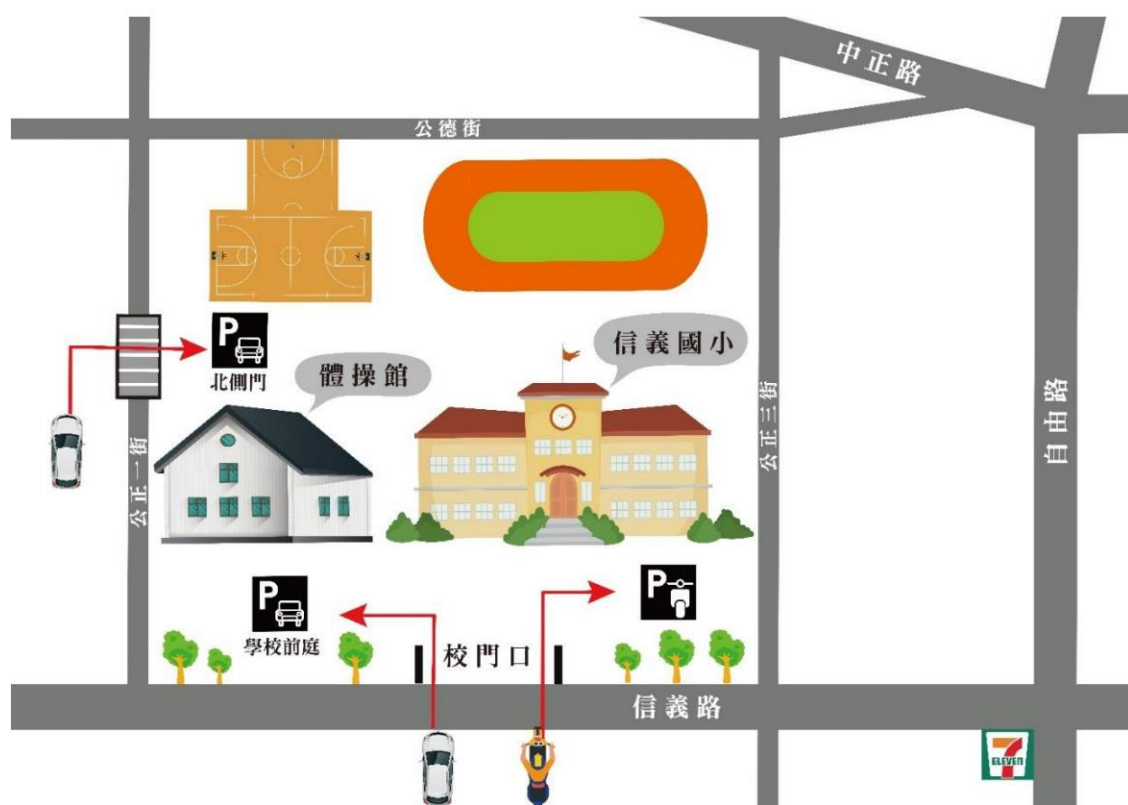 中正路
公德街
P
北側門
體操館
信義國小
公正一街
公正三街
自由路
P
學校前庭
P
校門口
信義路
7
ELEVEN